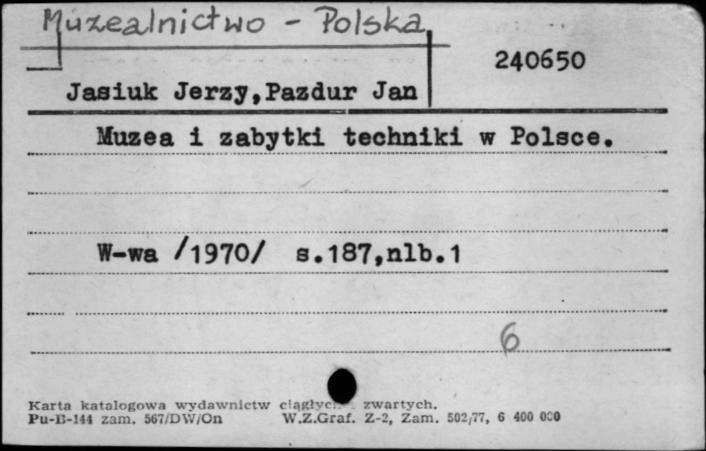 Muzealnictwo - Polska
240650
Jasiuk Jerzy,Pazdur Jan
Muzea i zabytki techniki w Polsce.
W-wa /1970/ s.187,nlb.1
6
Karta katalogowa wydawnictw zwartych.
Pu-B-144 zam. 567/DW/On W.Z.Graf. Z-2, Zam. 502/77, 6 400 000